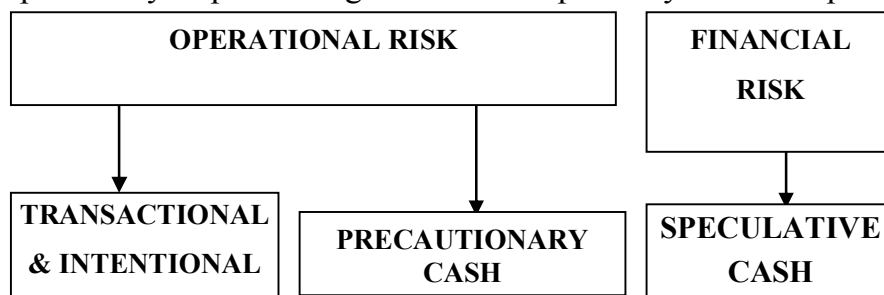 OPERATIONAL RISK
FINANCIAL
RISK
TRANSACTIONAL
& INTENTIONAL
PRECAUTIONARY
CASH
SPECULATIVE
CASH